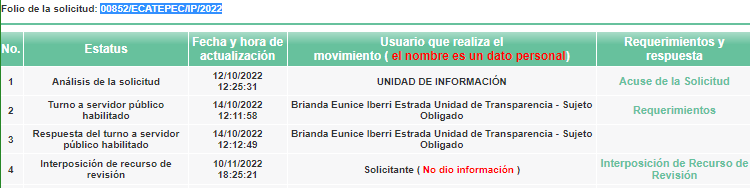 Folio de la solicitud: 00852/ECATEPEC/IP/2022
No. Estatus Fecha y hora de actualización Usuario que realiza el movimiento ( el nombre es un dato personal) Requerimientos y respuesta
1 Análisis de la solicitud 12/10/2022 12:25:31 UNIDAD DE INFORMACIÓN Acuse de la Solicitud
2 Turno a servidor público habilitado 14/10/2022 12:11:58 Brianda Eunice Iberri Estrada Unidad de Transparencia - Sujeto Obligado Requerimientos
3 Respuesta del turno a servidor público habilitado 14/10/2022 12:12:49 Brianda Eunice Iberri Estrada Unidad de Transparencia - Sujeto Obligado
4 Interposición de recurso de revisión 10/11/2022 18:25:21 Solicitante ( No dio información ) Interposición de Recurso de Revisión